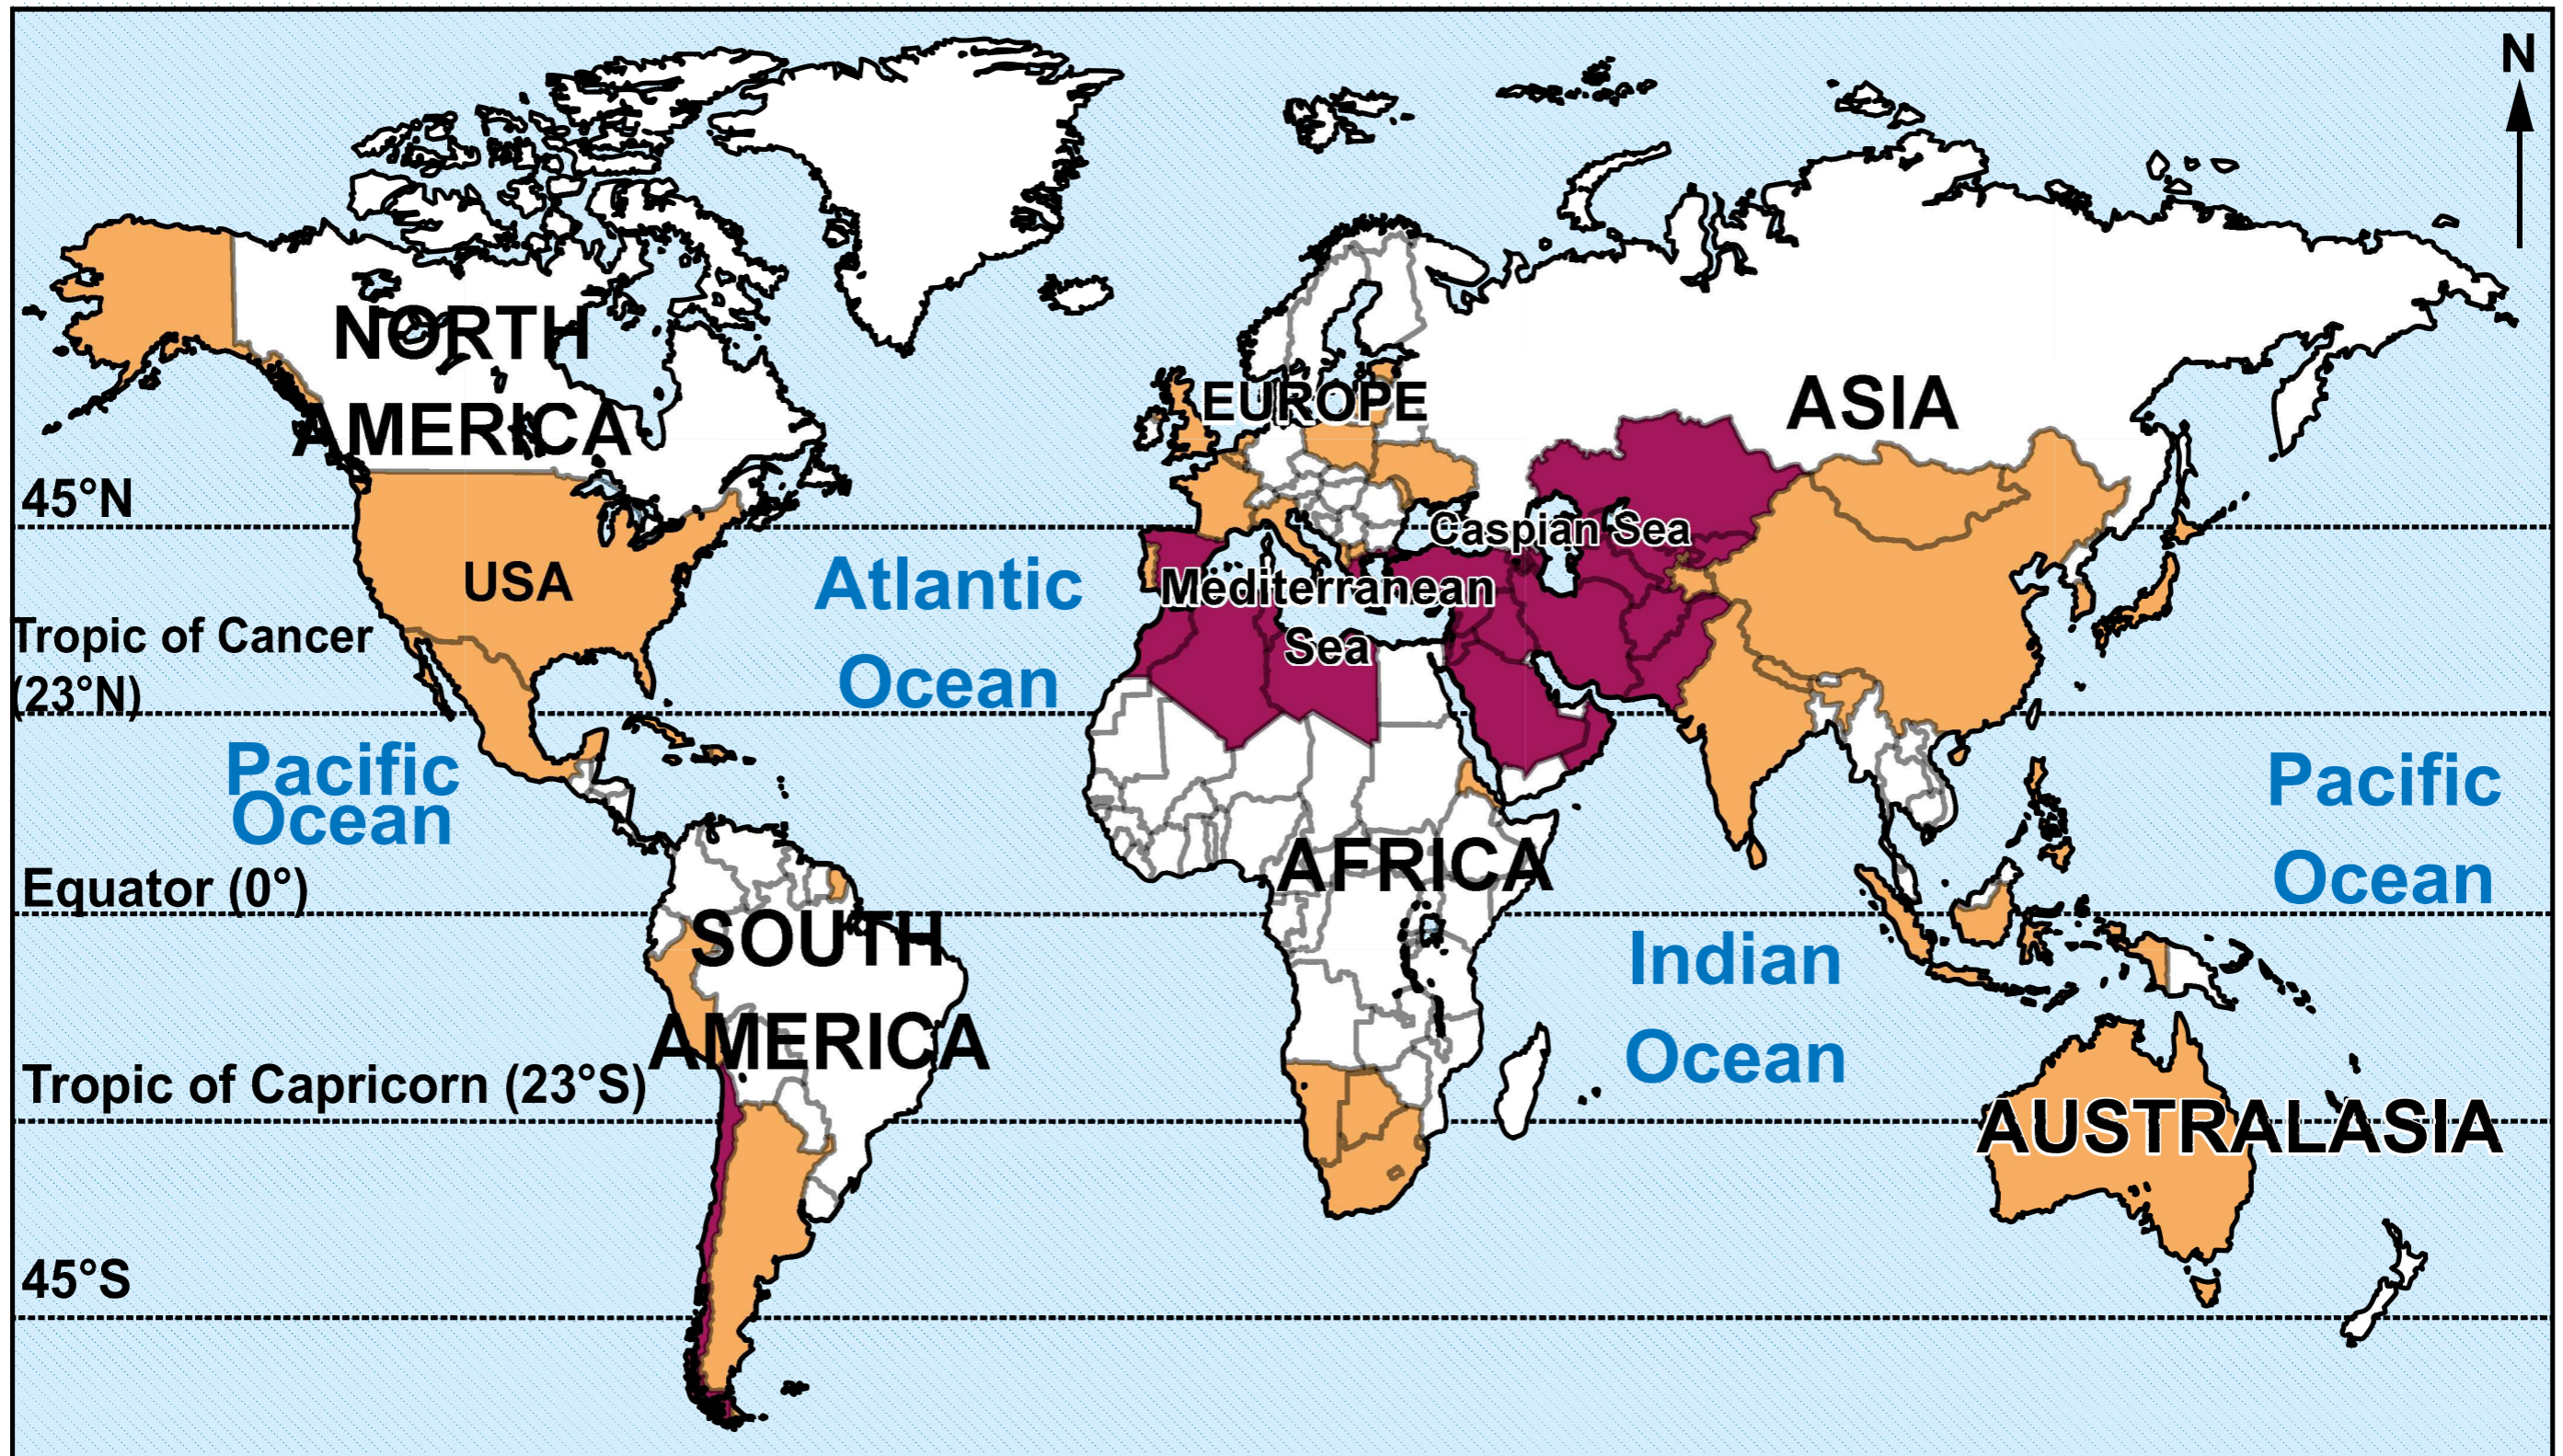 N
NORTH
AMERICA
EUROPE
ASIA
45°N
Caspian Sea
USA
Atlantic
Ocean
Mediterranean
Sea
Tropic of Cancer
(23°N)
Pacific
Ocean
Pacific
Ocean
AFRICA
Equator (0°)
SOUTH
AMERICA
Indian
Ocean
Tropic of Capricorn (23°S)
AUSTRALASIA
45°S